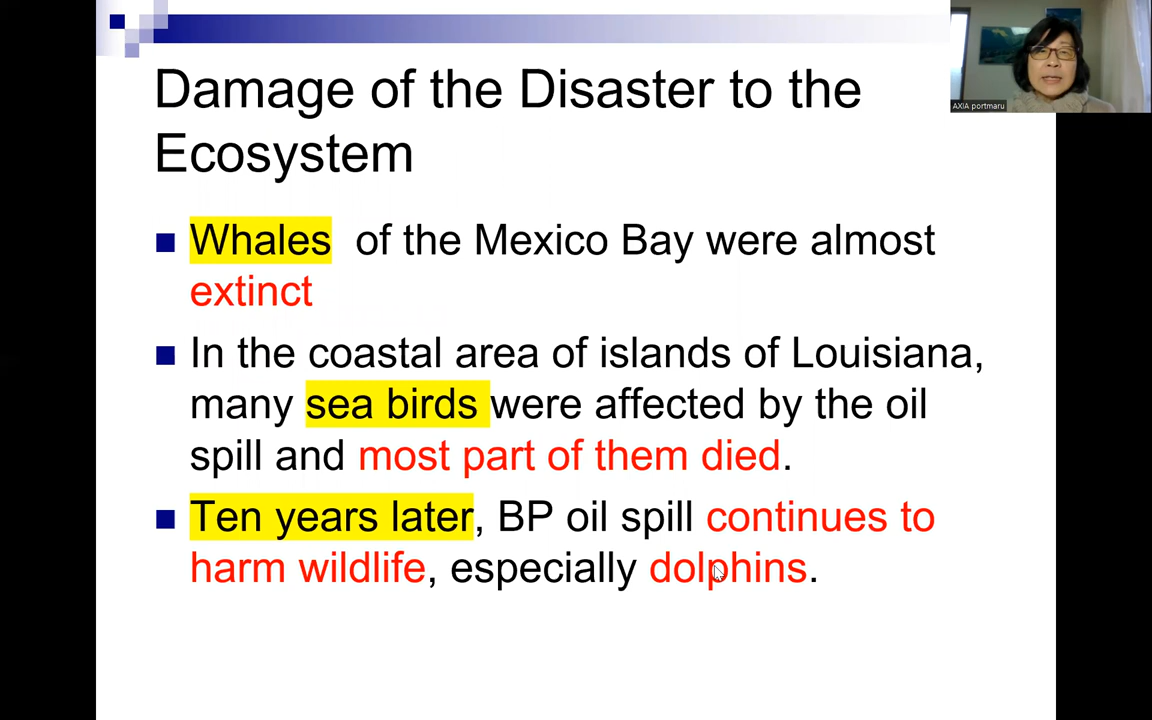 Damage of the Disaster to the
Ecosystem
AXIA portmaru
Whales of the Mexico Bay were almost
extinct
In the coastal area of islands of Louisiana,
many sea birds were affected by the oil
spill and most part of them died.
Ten years later, BP oil spill continues to
harm wildlife, especially dolphins.